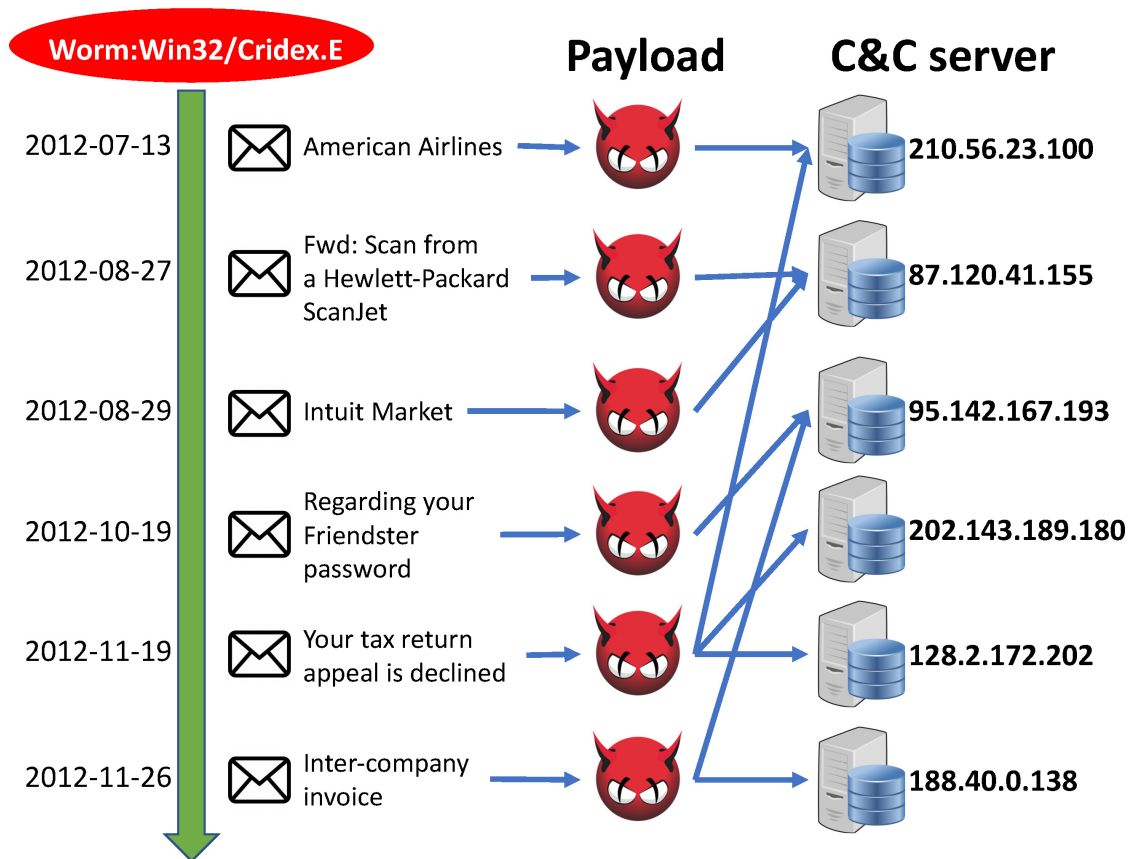 Worm:Win32/Cridex.E
Payload
C&C server
2012-07-13
American Airlines
210.56.23.100
2012-08-27
Fwd: Scan from
a Hewlett-Packard
ScanJet
87.120.41.155
2012-08-29
Intuit Market
95.142.167.193
2012-10-19
Regarding your
Friendster
password
202.143.189.180
2012-11-19
Your tax return
appeal is declined
128.2.172.202
2012-11-26
Inter-company
invoice
188.40.0.138